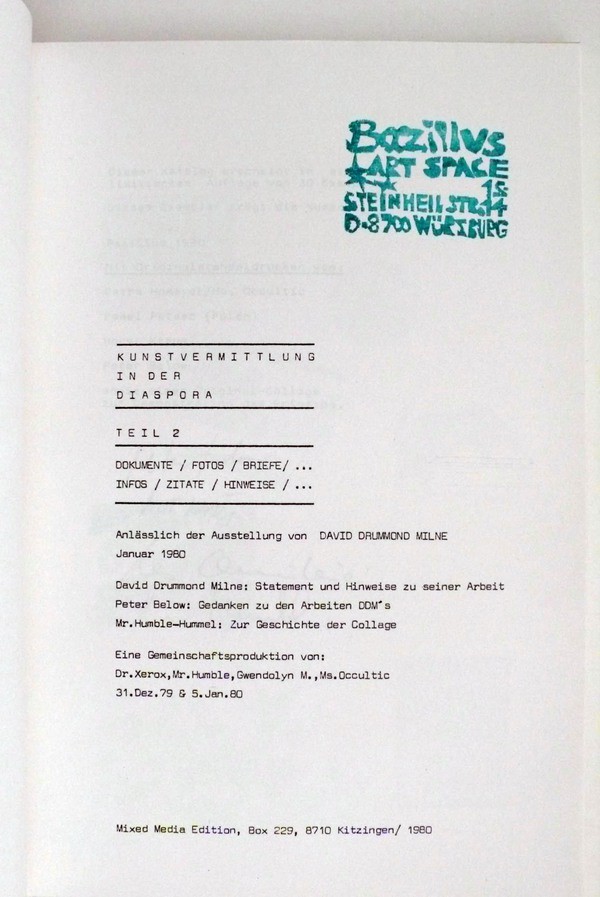 Bazillus
ART SPACE
STEINHEILSTR. 14
D-8700 WÜRZBURG
KUNSTVERMITTLUNG
IN DER
DIASPORA
TEIL 2
DOKUMENTE / FOTOS / BRIEFE/ ...
INFOS / ZITATE / HINWEISE / ...
Anlässlich der Ausstellung von DAVID DRUMMOND MILNE
Januar 1980
David Drummond Milne: Statement und Hinweise zu seiner Arbeit
Peter Below: Gedanken zu den Arbeiten DDM's
Mr.Humble-Hummel: Zur Geschichte der Collage
Eine Gemeinschaftsproduktion von:
Dr.Xerox,Mr.Humble,Gwendolyn M.,Ms.Occultic
31.Dez.79 & 5.Jan.80
Mixed Media Edition, Box 229, 8710 Kitzingen/ 1980